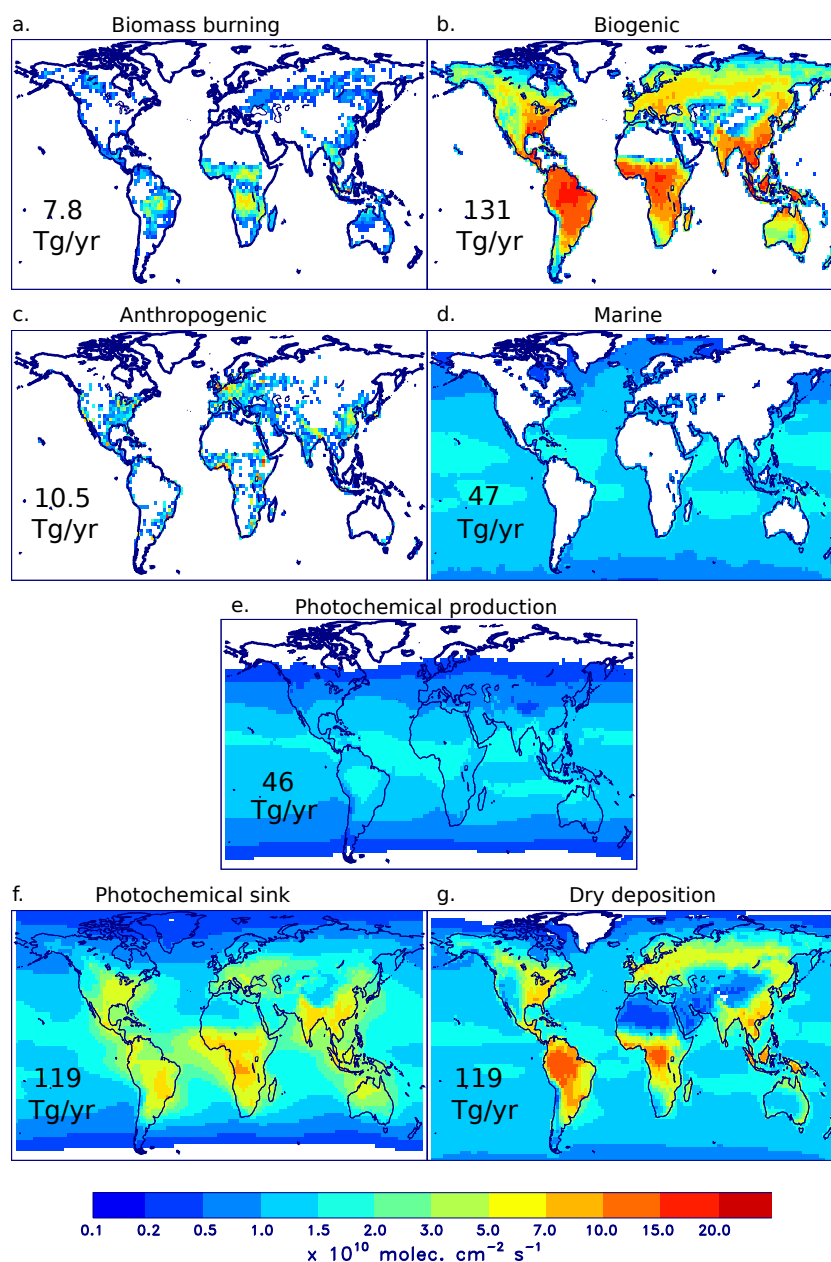 a. Biomass burning
b. Biogenic
7.8
Tg/yr
131
Tg/yr
c. Anthropogenic
d. Marine
10.5
Tg/yr
47
Tg/yr
e. Photochemical production
46
Tg/yr
f. Photochemical sink
g. Dry deposition
119
Tg/yr
119
Tg/yr
0.1 0.2 0.5 1.0 1.5 2.0 3.0 5.0 7.0 10.0 15.0 20.0
x 10¹⁰ molec. cm⁻² s⁻¹